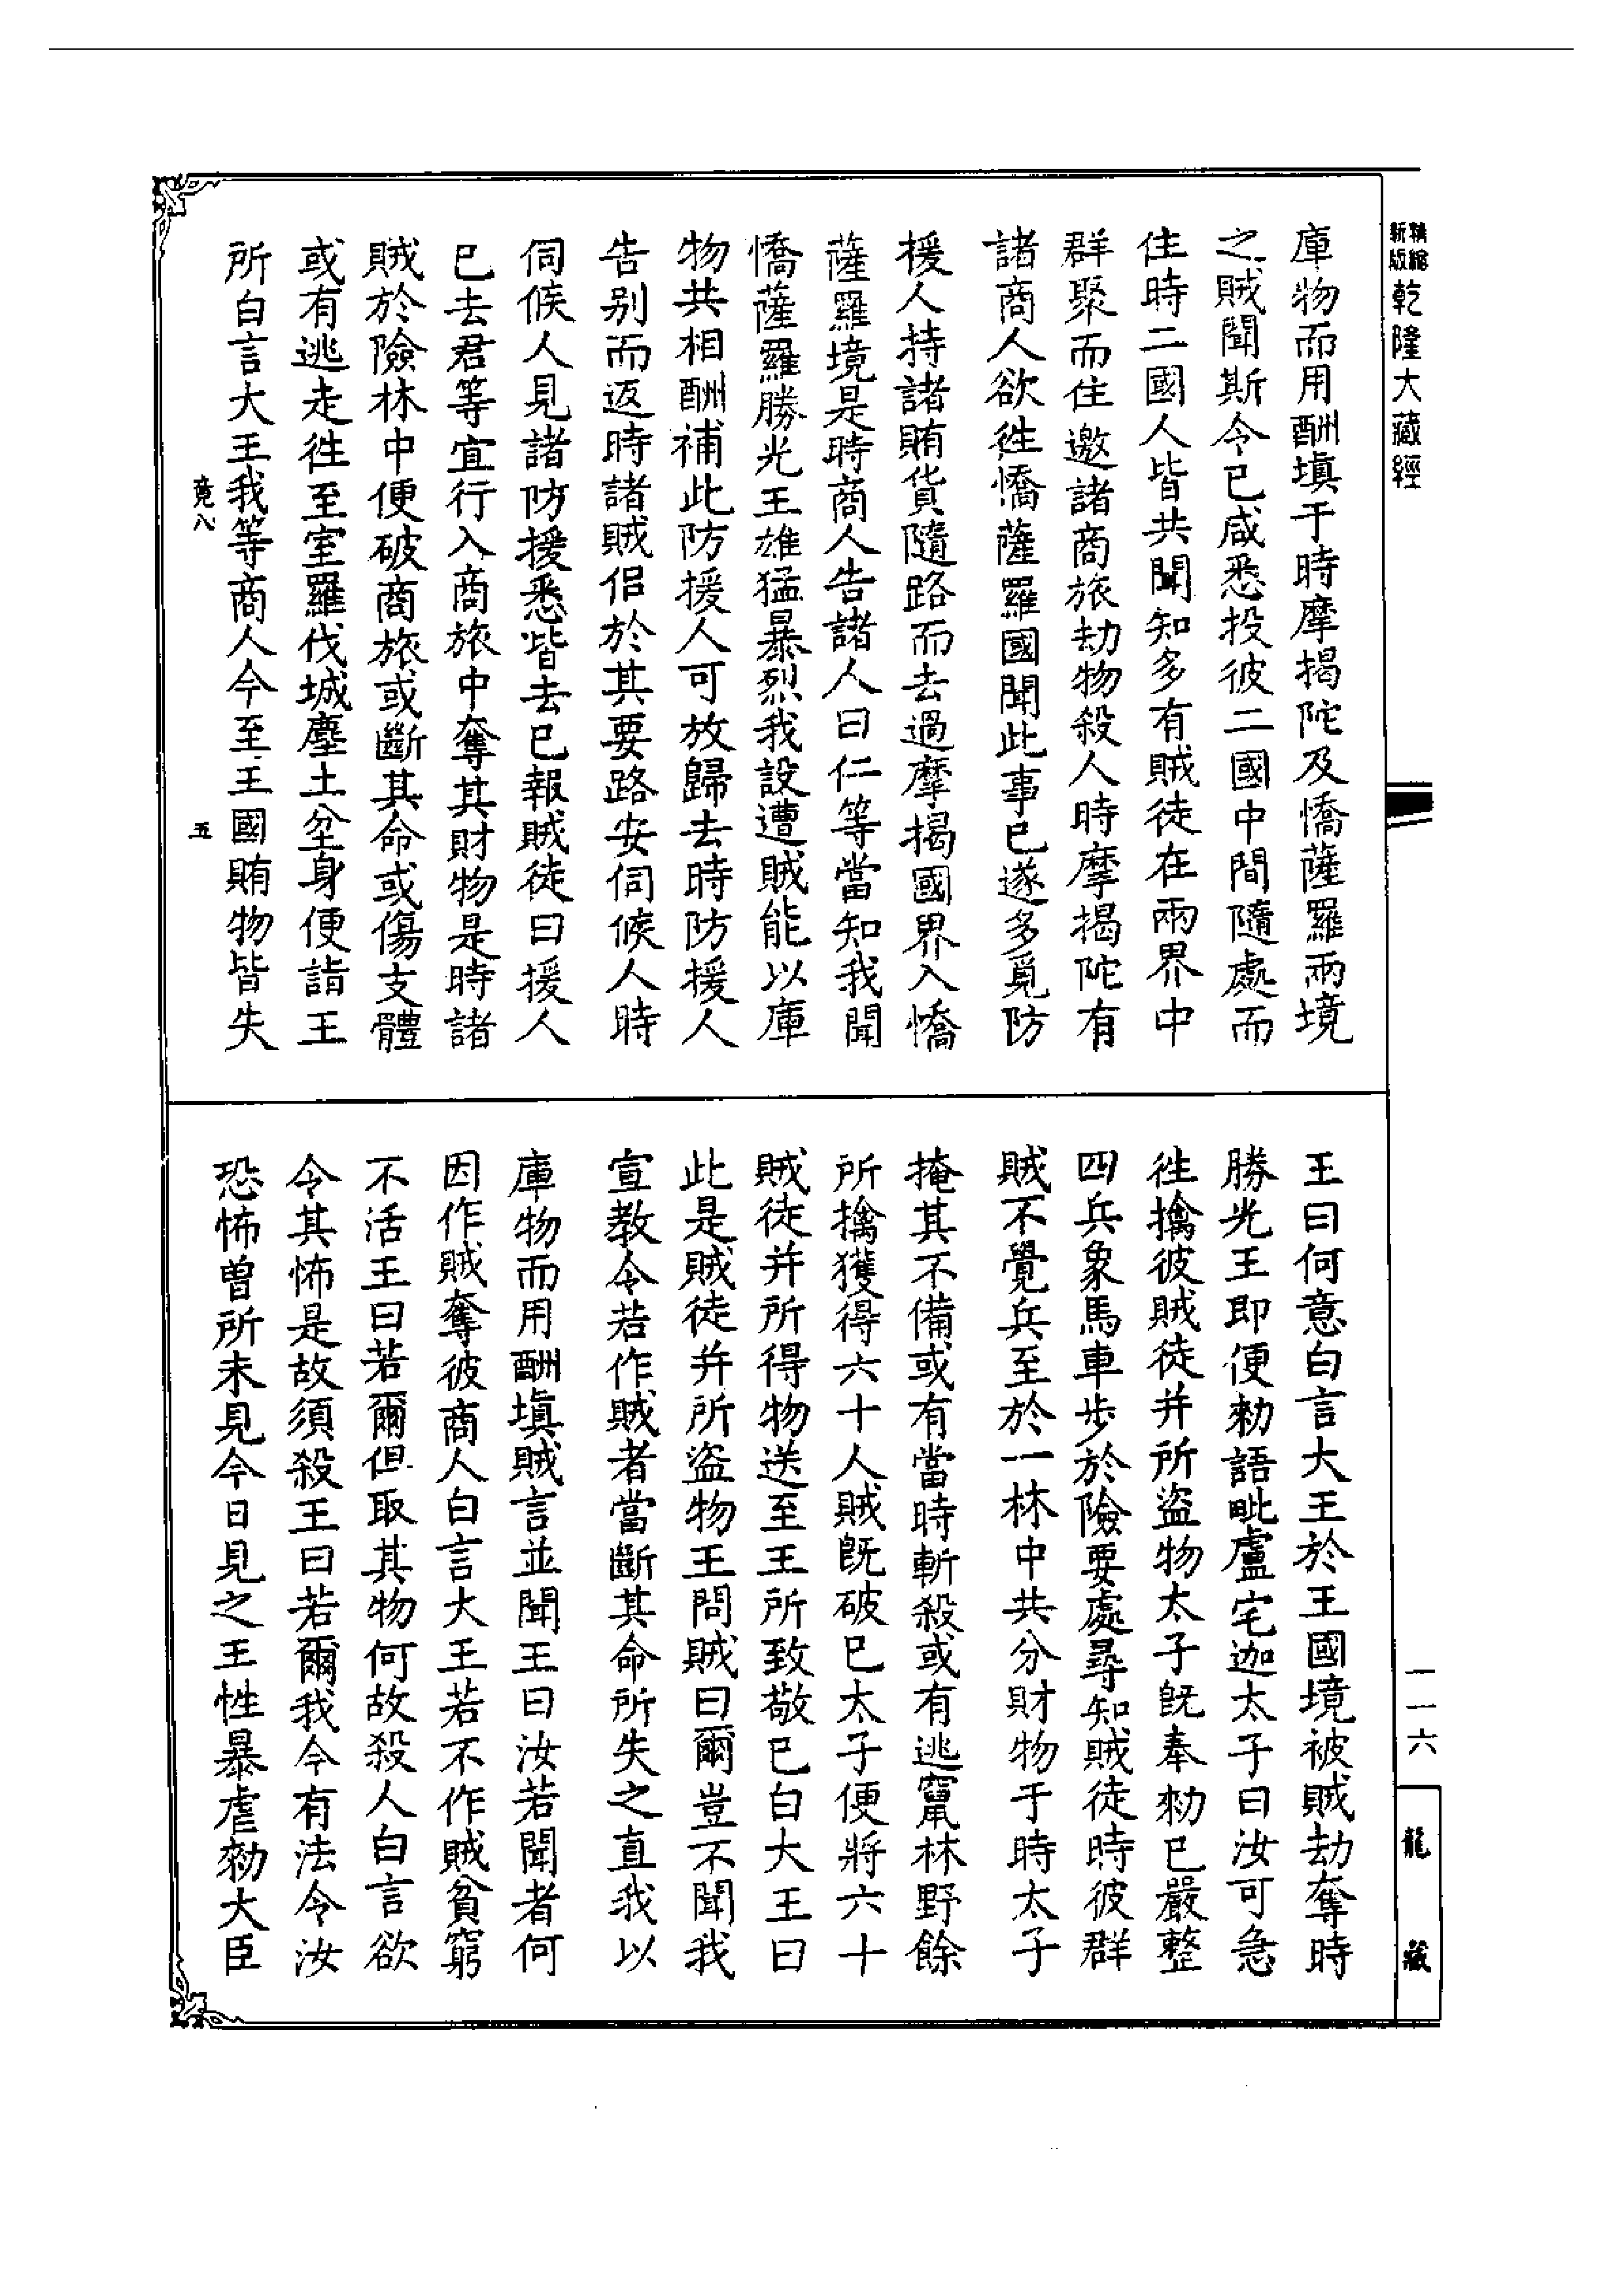 精縮
新版
乾隆大藏經
庫物而用酬填于時摩揭陀及憍薩羅兩境
之賊聞斯令已咸悉投彼二國中間隨處而
住時二國人皆共聞知多有賊徒在兩界中
群聚而住邀諸商旅劫物殺人時摩揭陀有
諸商人欲徃憍薩羅國聞此事已遂多覓防
援人持諸賄貨隨路而去過摩揭國界入憍
薩羅境是時商人告諸人曰仁等當知我聞
憍薩羅勝光王雄猛暴烈我設遭賊能以庫
物共相酬補此防援人可放歸去時防援人
告别而返時諸賊侶於其要路安伺候人時
伺候人見諸防援悉皆去已報賊徒曰援人
已去君等宜行入商旅中奪其財物是時諸
賊於險林中便破商旅或斷其命或傷支體
或有逃走徃至室羅伐城塵土坌身便詣王
所白言大王我等商人今至王國賄物皆失
竟八
五
王曰何意白言大王於王國境被賊劫奪時
勝光王即便勑語毗盧宅迦太子曰汝可急
徃擒彼賊徒并所盜物太子既奉勑已嚴整
四兵象馬車步於險要處尋知賊徒時彼群
賊不覺兵至於一林中共分財物于時太子
掩其不備或有當時斬殺或有逃竄林野餘
所擒獲得六十人賊既破已太子便將六十
賊徒并所得物送至王所致敬已白大王曰
此是賊徒并所盜物王問賊曰爾豈不聞我
宣教令若作賊者當斷其命所失之直我以
庫物而用酬填賊言並聞王曰汝若聞者何
因作賊奪彼商人白言大王若不作賊貧窮
不活王曰若爾但取其物何故殺人白言欲
令其怖是故須殺王曰若爾我今有法令汝
恐怖曾所未見今日見之王性暴虐勑大臣
一一六
龍
藏